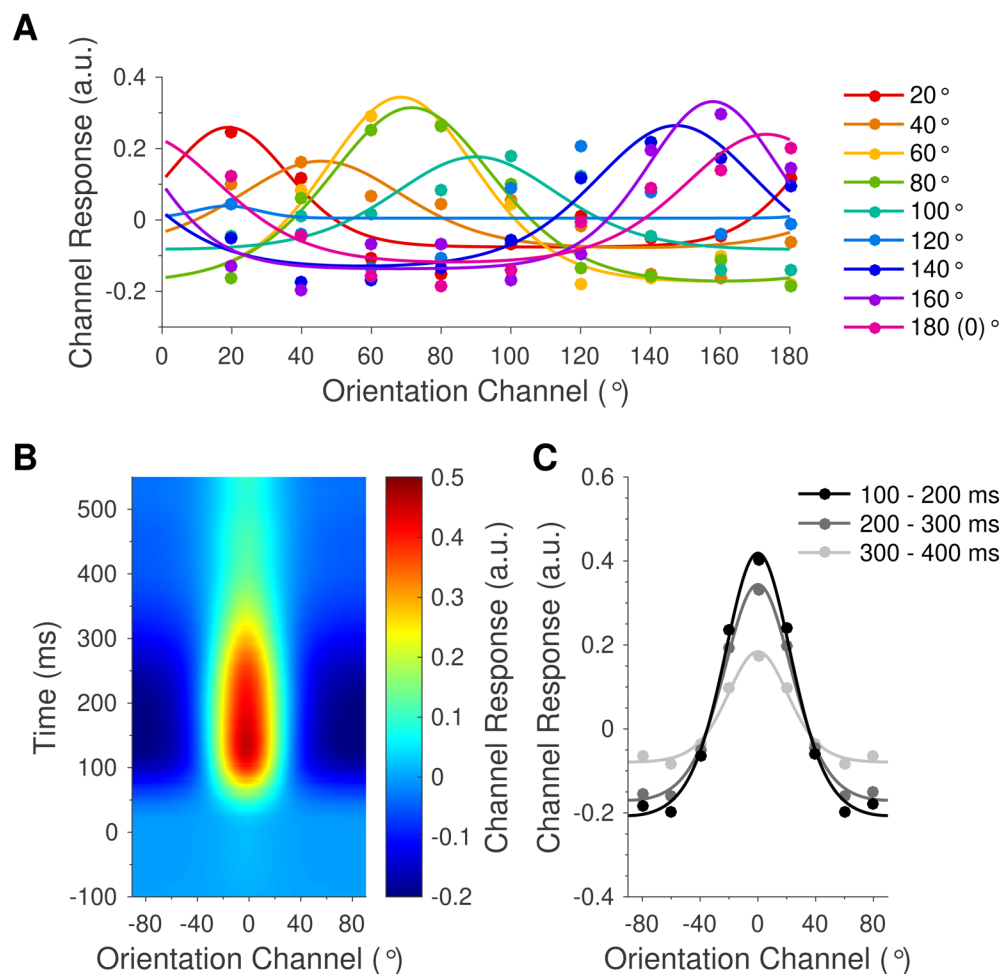 A
Channel Response (a.u.)
0.4
0.2
0
-0.2
0 20 40 60 80 100 120 140 160 180
Orientation Channel (°)
20 °
40 °
60 °
80 °
100 °
120 °
140 °
160 °
180 (0) °
B
Time (ms)
500
400
300
200
100
0
-100
-80 -40 0 40 80
Orientation Channel (°)
0.5
0.4
0.3
0.2
0.1
0
-0.1
-0.2
Channel Response (a.u.)
C
Channel Response (a.u.)
0.6
0.4
0.2
0
-0.2
-0.4
-80 -40 0 40 80
Orientation Channel (°)
100 - 200 ms
200 - 300 ms
300 - 400 ms